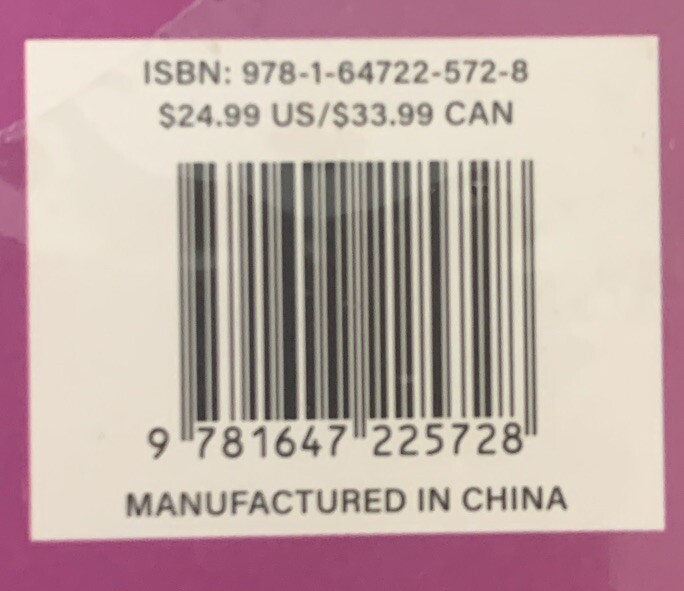 ISBN: 978-1-64722-572-8
$24.99 US/$33.99 CAN
9 781647 225728
MANUFACTURED IN CHINA